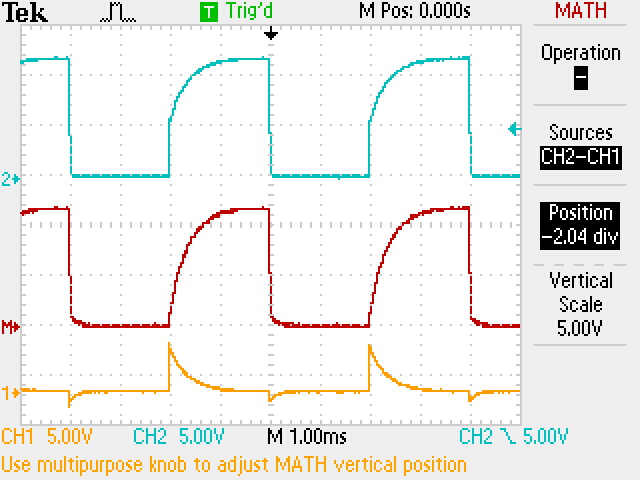 Tek T Trig'd M Pos: 0.000s MATH
Operation
−
Sources
CH2−CH1
Position
−2.04 div
Vertical
Scale
5.00V
2
M
1
CH1 5.00V CH2 5.00V M 1.00ms CH2 5.00V
Use multipurpose knob to adjust MATH vertical position